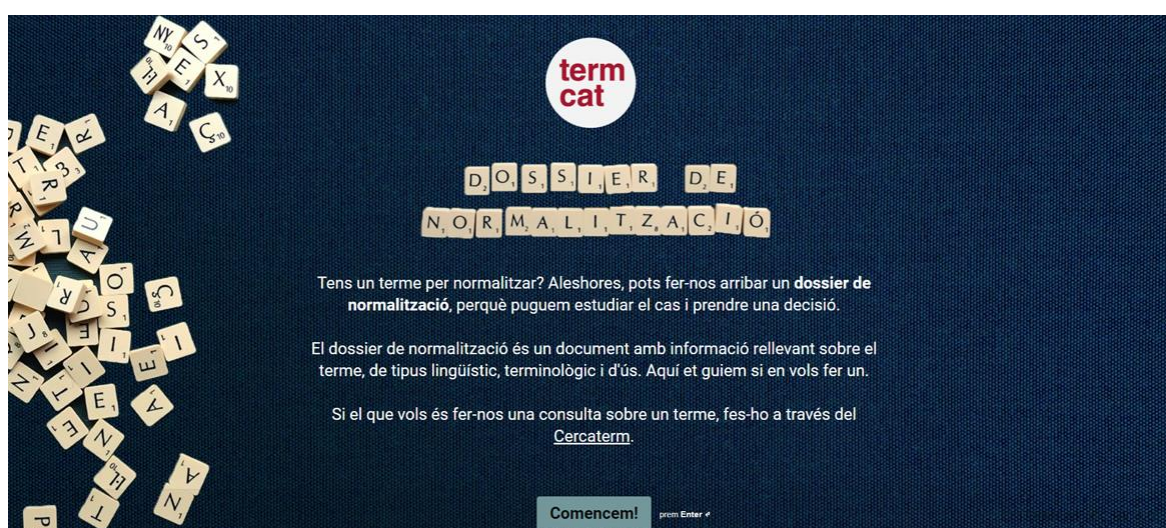 term
cat
DOSSIER DE
NORMALITZACIÓ
Tens un terme per normalitzar? Aleshores, pots fer-nos arribar un dossier de
normalització, perquè puguem estudiar el cas i prendre una decisió.
El dossier de normalització és un document amb informació rellevant sobre el
terme, de tipus lingüístic, terminològic i d'ús. Aquí et guiem si en vols fer un.
Si el que vols és fer-nos una consulta sobre un terme, fes-ho a través del
Cercaterm.
Comencem!
prem Enter